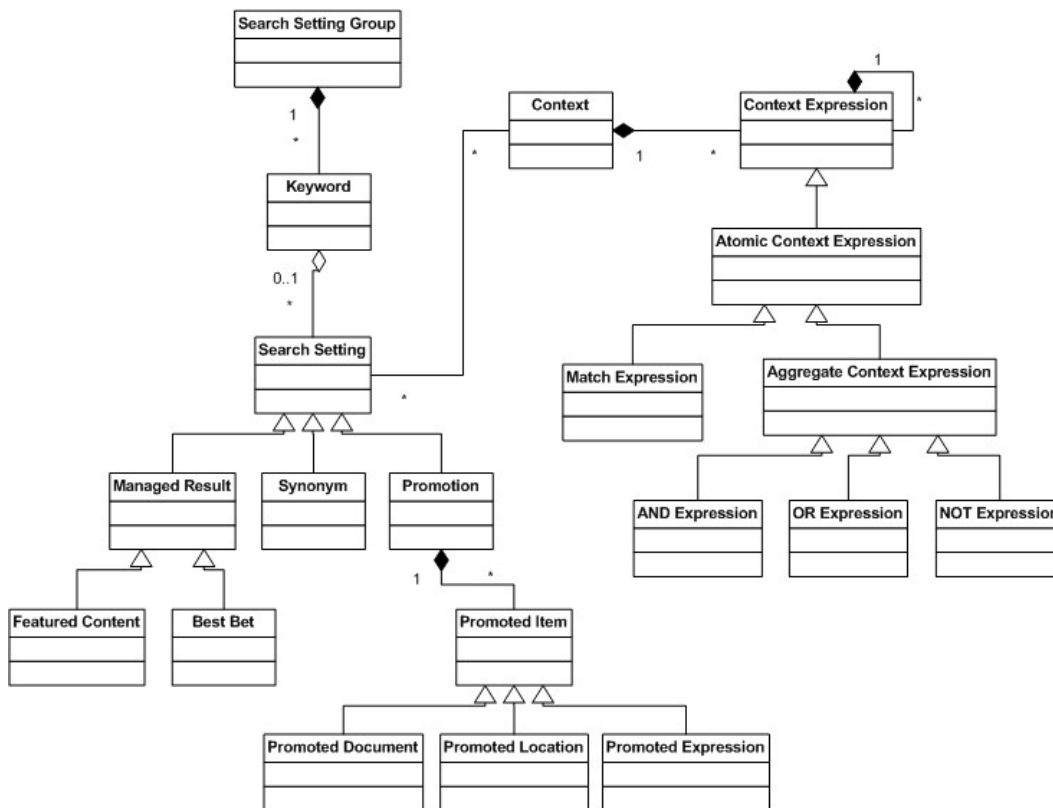 Search Setting Group
1
*
Context
1
*
Context Expression
1
*
*
Keyword
0..1
*
Atomic Context Expression
Search Setting
*
Match Expression
Aggregate Context Expression
Managed Result
Synonym
Promotion
AND Expression
OR Expression
NOT Expression
1
*
Featured Content
Best Bet
Promoted Item
Promoted Document
Promoted Location
Promoted Expression